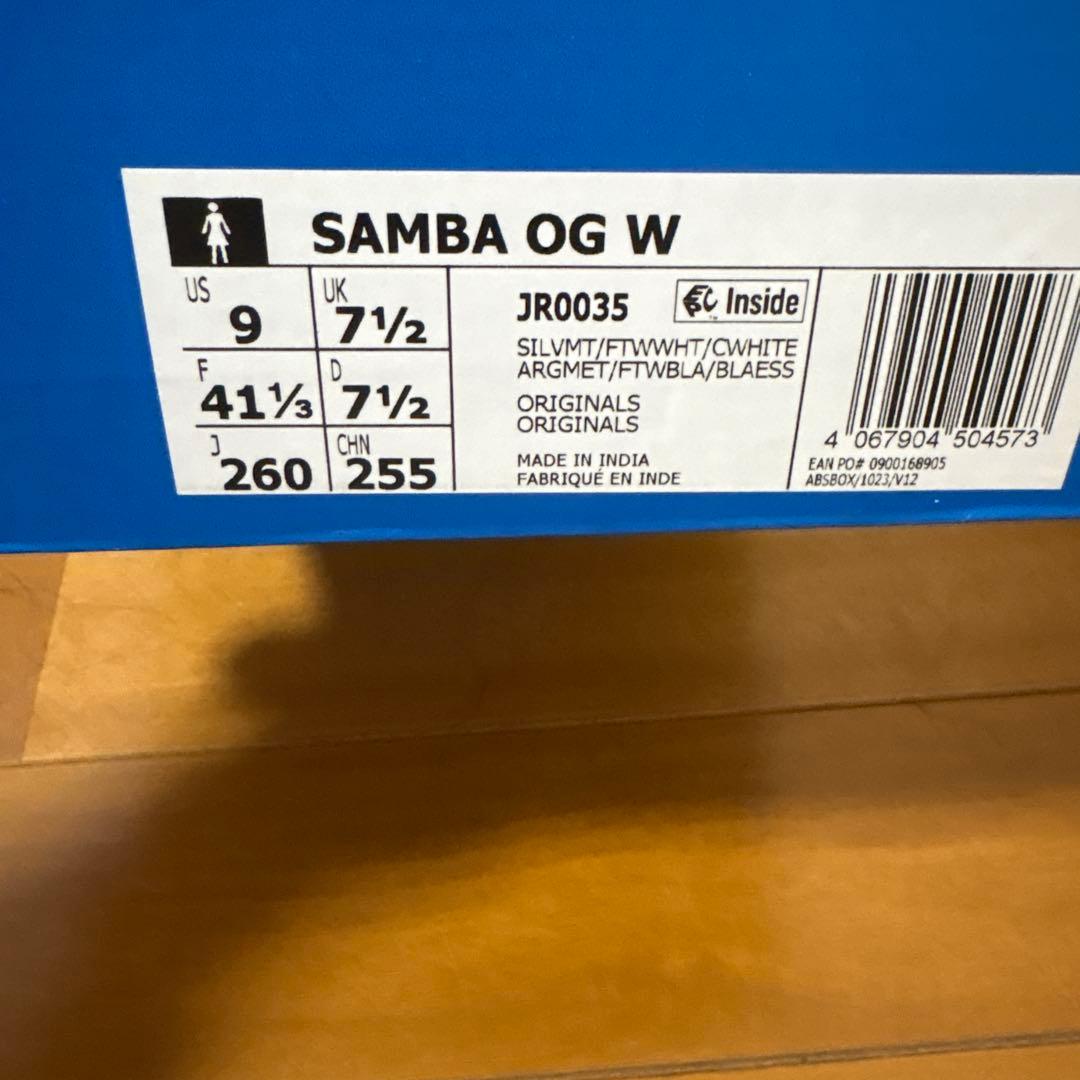 SAMBA OG W
US 9 UK 7½
F 41⅓ D 7½
J 260 CHN 255
JR0035
Inside
SILVMT/FTWWHT/CWHITE
ARGMET/FTWBLA/BLAESS
ORIGINALS
ORIGINALS
MADE IN INDIA
FABRIQUÉ EN INDE
4 067904 504573
EAN PO# 0900168905
ABSBOX/1023/V12